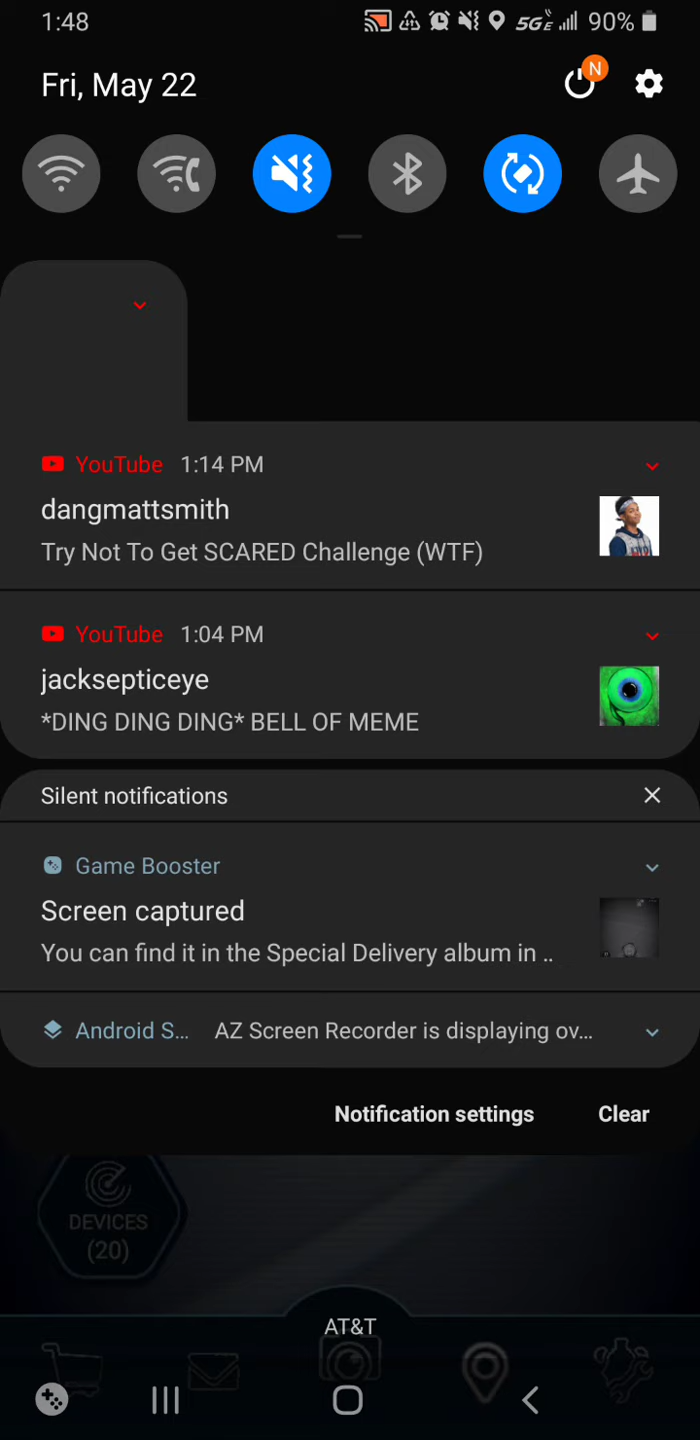 1:48 5GE 90%
Fri, May 22
N
YouTube 1:14 PM
dangmattsmith
Try Not To Get SCARED Challenge (WTF)
YouTube 1:04 PM
jacksepticeye
*DING DING DING* BELL OF MEME
Silent notifications
Game Booster
Screen captured
You can find it in the Special Delivery album in ..
Android S... AZ Screen Recorder is displaying ov...
Notification settings Clear
DEVICES
(20)
AT&T